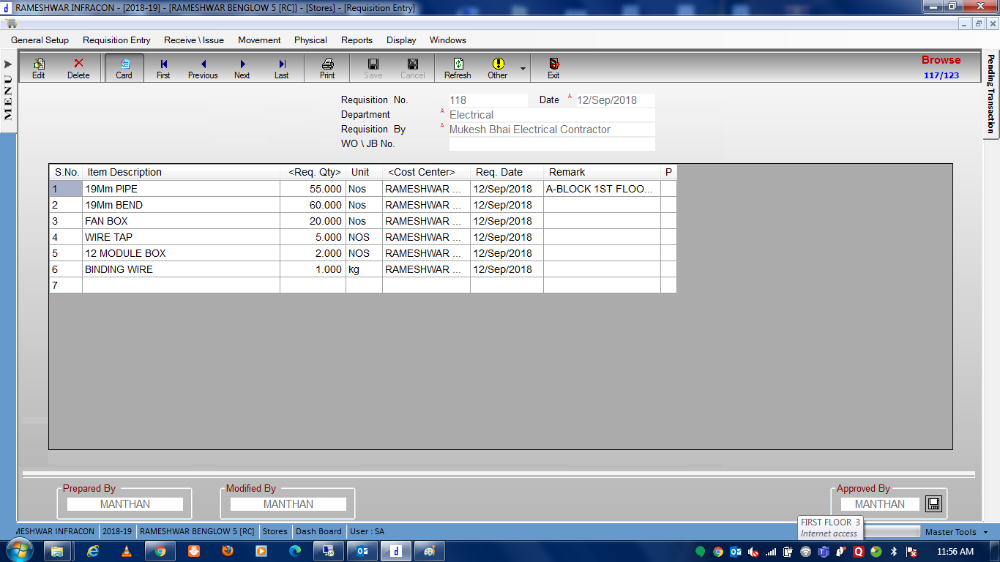 RAMESHWAR INFRACON - [2018-19] - [RAMESHWAR BENGLOW 5 [RC]] - [Stores] - [Requisition Entry]
General Setup Requisition Entry Receive \ Issue Movement Physical Reports Display Windows
MENU
Edit Delete Card First Previous Next Last Print Save Cancel Refresh Other Exit
Browse
117/123
Pending Transaction
Requisition No. 118 Date 12/Sep/2018
Department Electrical
Requisition By Mukesh Bhai Electrical Contractor
WO \ JB No.
S.No. Item Description <Req. Qty> Unit <Cost Center> Req. Date Remark P
1 19Mm PIPE 55.000 Nos RAMESHWAR ... 12/Sep/2018 A-BLOCK 1ST FLOO...
2 19Mm BEND 60.000 Nos RAMESHWAR ... 12/Sep/2018
3 FAN BOX 20.000 Nos RAMESHWAR ... 12/Sep/2018
4 WIRE TAP 5.000 NOS RAMESHWAR ... 12/Sep/2018
5 12 MODULE BOX 2.000 NOS RAMESHWAR ... 12/Sep/2018
6 BINDING WIRE 1.000 kg RAMESHWAR ... 12/Sep/2018
7
Prepared By Modified By Approved By
MANTHAN MANTHAN MANTHAN
FIRST FLOOR 3
Internet access
MESHWAR INFRACON 2018-19 RAMESHWAR BENGLOW 5 [RC] Stores Dash Board User : SA Master Tools
11:56 AM